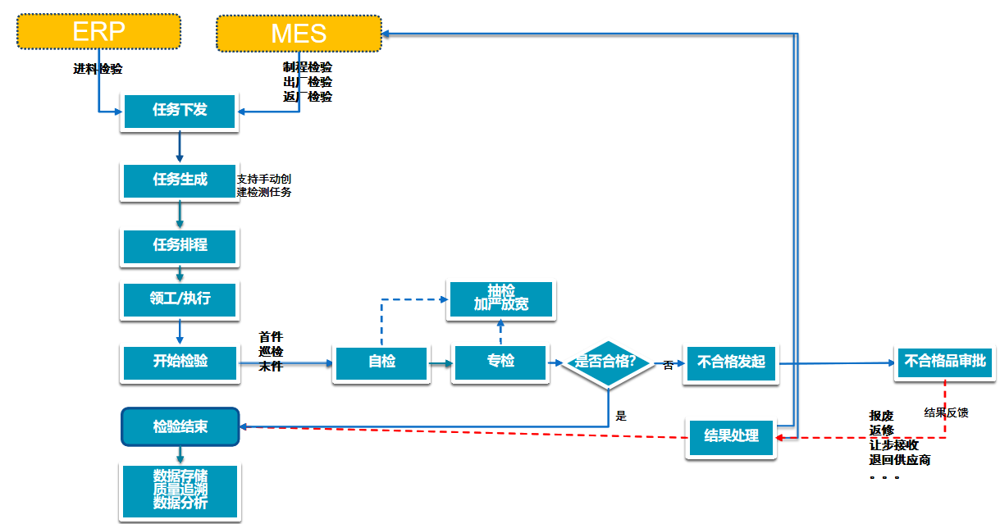 ERP
MES
进料检验
制程检验
出厂检验
返厂检验
任务下发
任务生成
支持手动创
建检测任务
任务排程
领工/执行
抽检
加严放宽
开始检验
首件
巡检
末件
自检
专检
是否合格?
否
不合格发起
不合格品审批
是
检验结束
结果处理
报废
返修
让步接收
退回供应商
。。。
结果反馈
数据存储
质量追溯
数据分析